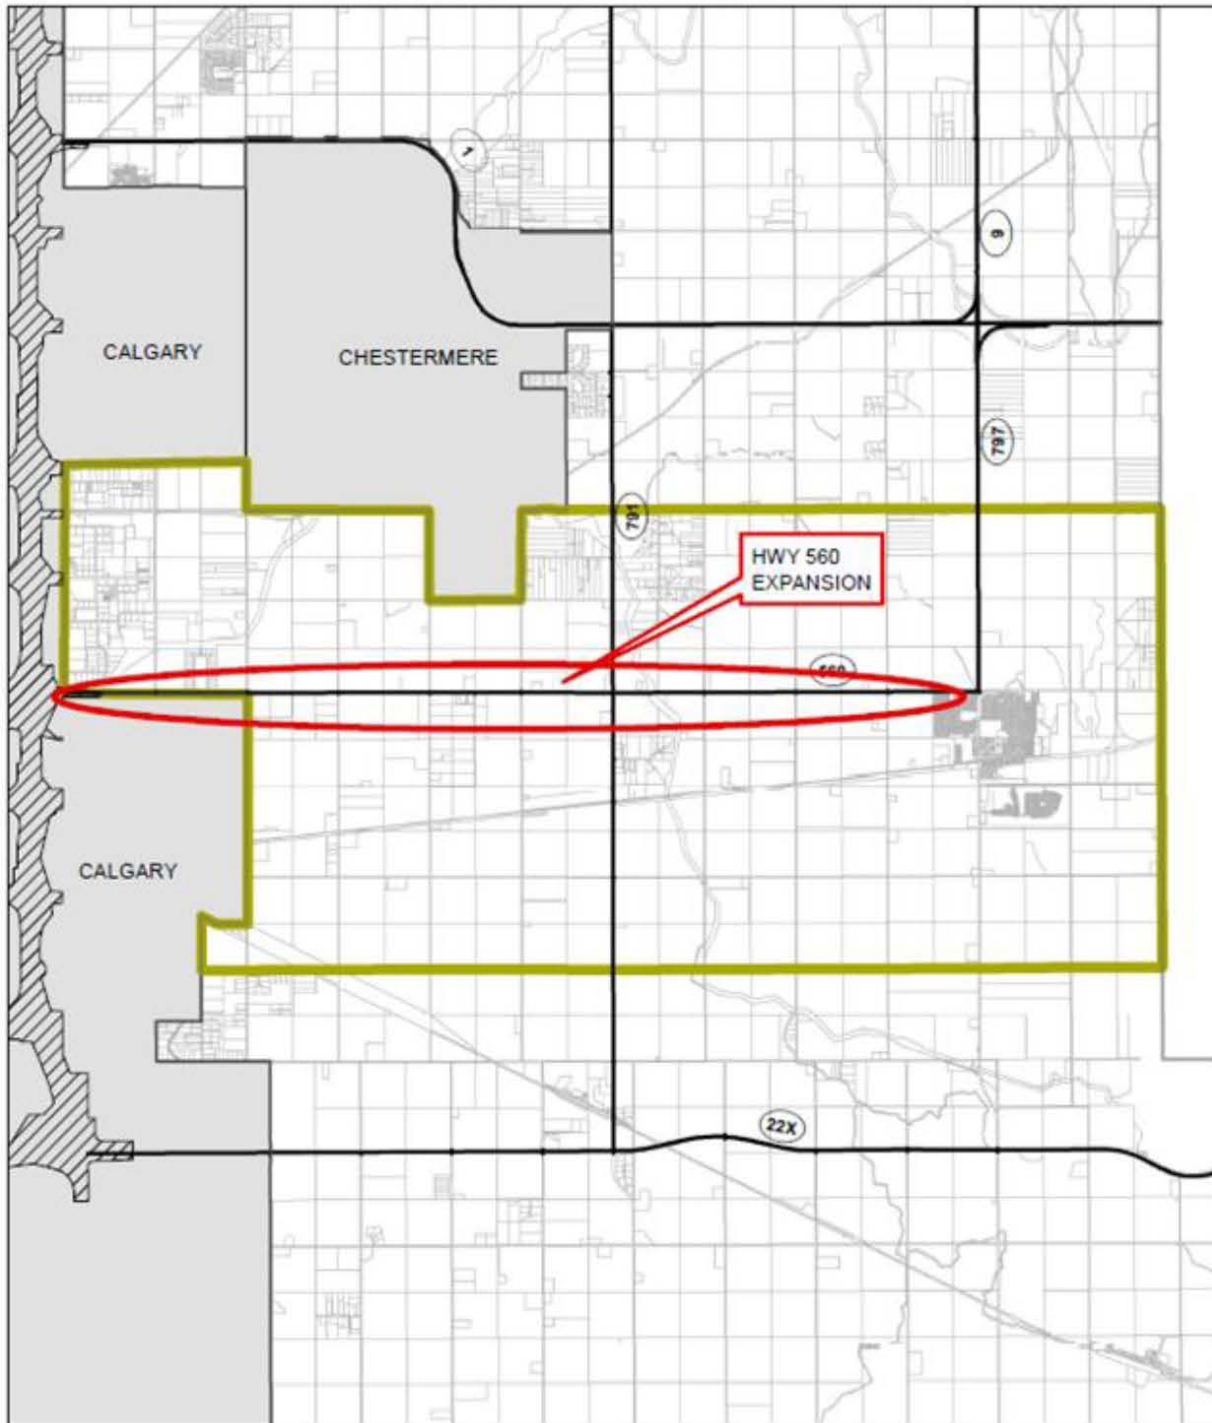 1
9
CALGARY
CHESTERMERE
797
791
HWY 560
EXPANSION
560
CALGARY
22X